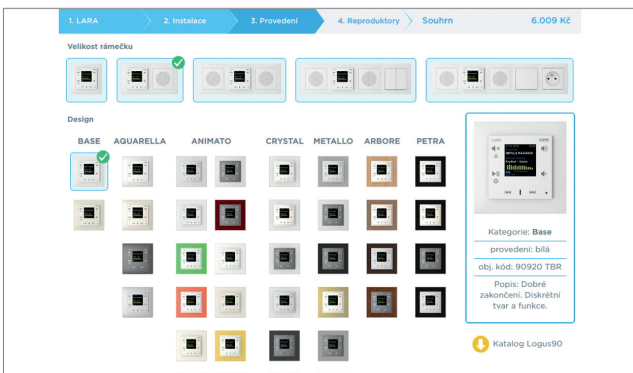 1. LARA
2. Instalace
3. Provedení
4. Reproduktory
Souhrn
6.009 Kč
Velikost rámečku
Design
BASE
AQUARELLA
ANIMATO
CRYSTAL
METALLO
ARBORE
PETRA
LARA
Kategorie: Base
provedení: bílá
obj. kód: 90920 TBR
Popis: Dobré
zakončení. Diskrétní
tvar a funkce.
Katalog Logus90